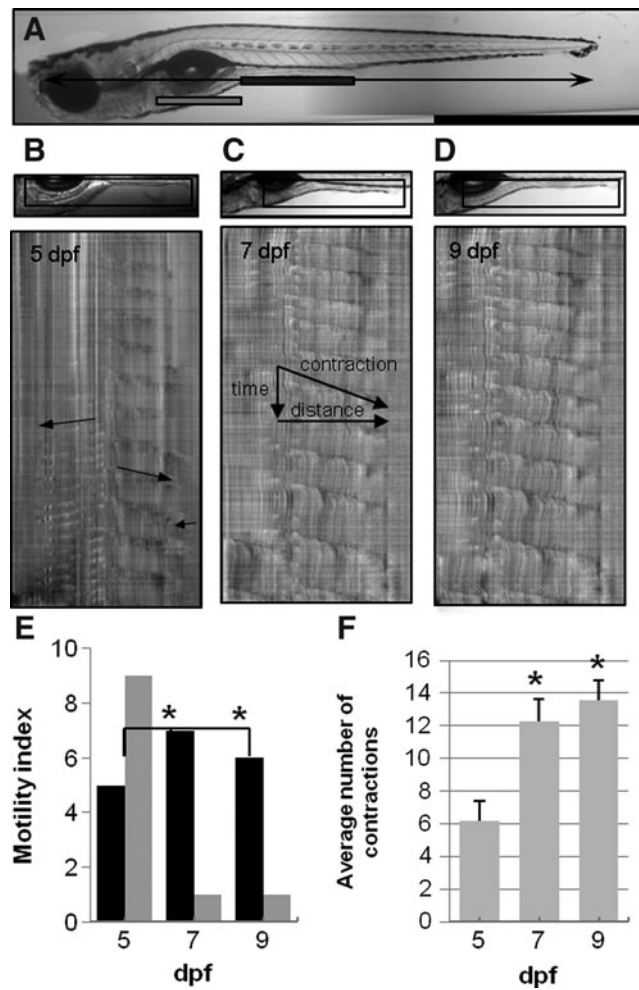 A
B
C
D
5 dpf
7 dpf
9 dpf
contraction
time
distance
E
F
Motility index
10
8
6
4
2
0
* *
5 7 9
dpf
Average number of
contractions
16
14
12
10
8
6
4
2
0
* *
5 7 9
dpf